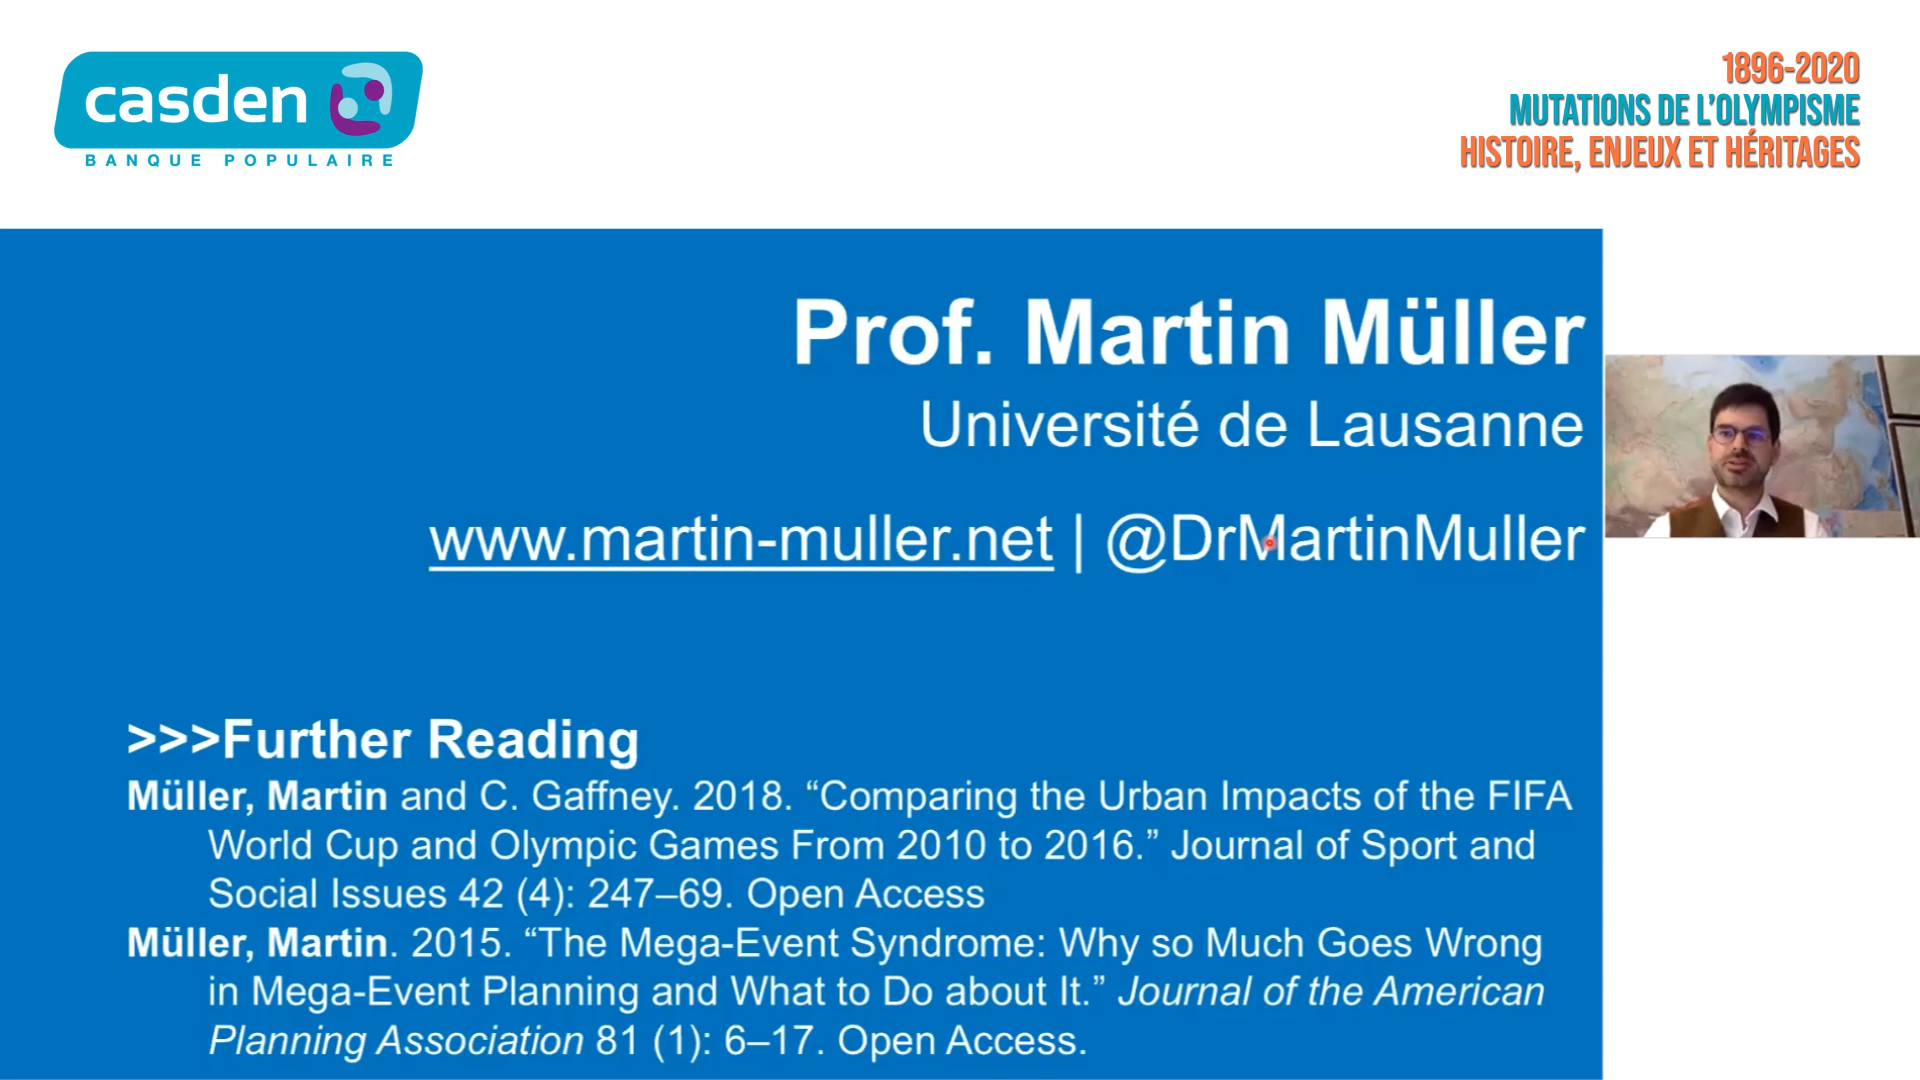 casden
BANQUE POPULAIRE
1896-2020
MUTATIONS DE L'OLYMPISME
HISTOIRE, ENJEUX ET HÉRITAGES
Prof. Martin Müller
Université de Lausanne
www.martin-muller.net | @DrMartinMuller
>>>Further Reading
Müller, Martin and C. Gaffney. 2018. “Comparing the Urban Impacts of the FIFA
World Cup and Olympic Games From 2010 to 2016.” Journal of Sport and
Social Issues 42 (4): 247–69. Open Access
Müller, Martin. 2015. “The Mega-Event Syndrome: Why so Much Goes Wrong
in Mega-Event Planning and What to Do about It.” Journal of the American
Planning Association 81 (1): 6–17. Open Access.